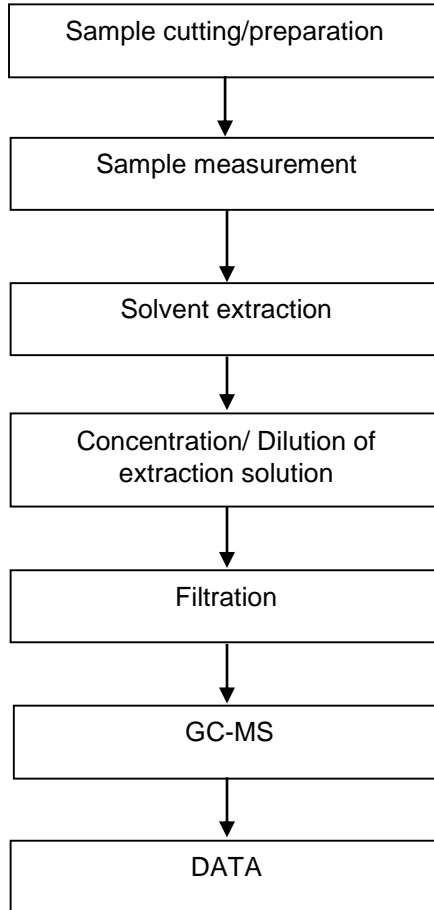 Sample cutting/preparation
Sample measurement
Solvent extraction
Concentration/ Dilution of
extraction solution
Filtration
GC-MS
DATA